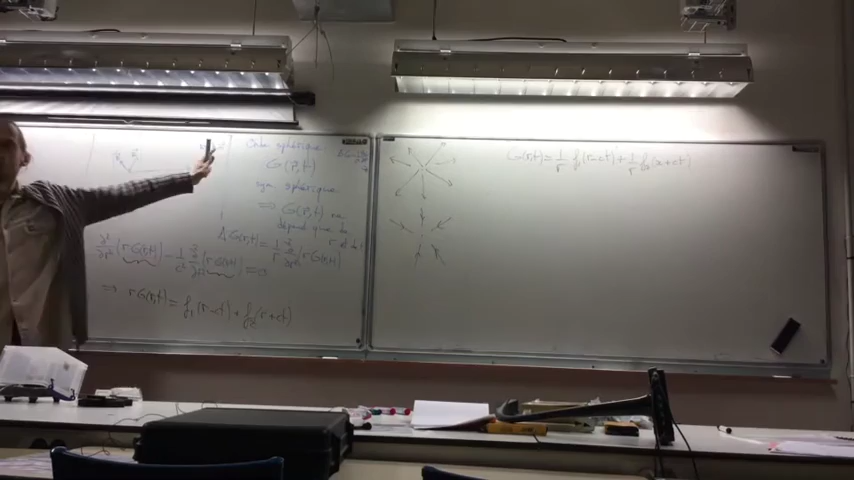 Onde sphérique
G(r,t)
sym sphérique
⇒ G(r,t) ne
dépend que de
r et de t
ΔG(r,t) = 1/r ∂²/∂r² (rG(r,t))
∂²/∂r² (rG(r,t)) - 1/c² ∂²/∂t² (rG(r,t)) = 0
⇒ rG(r,t) = f₁(r-ct) + f₂(r+ct)
G(r,t) = 1/r f₁(r-ct) + 1/r f₂(r+ct)